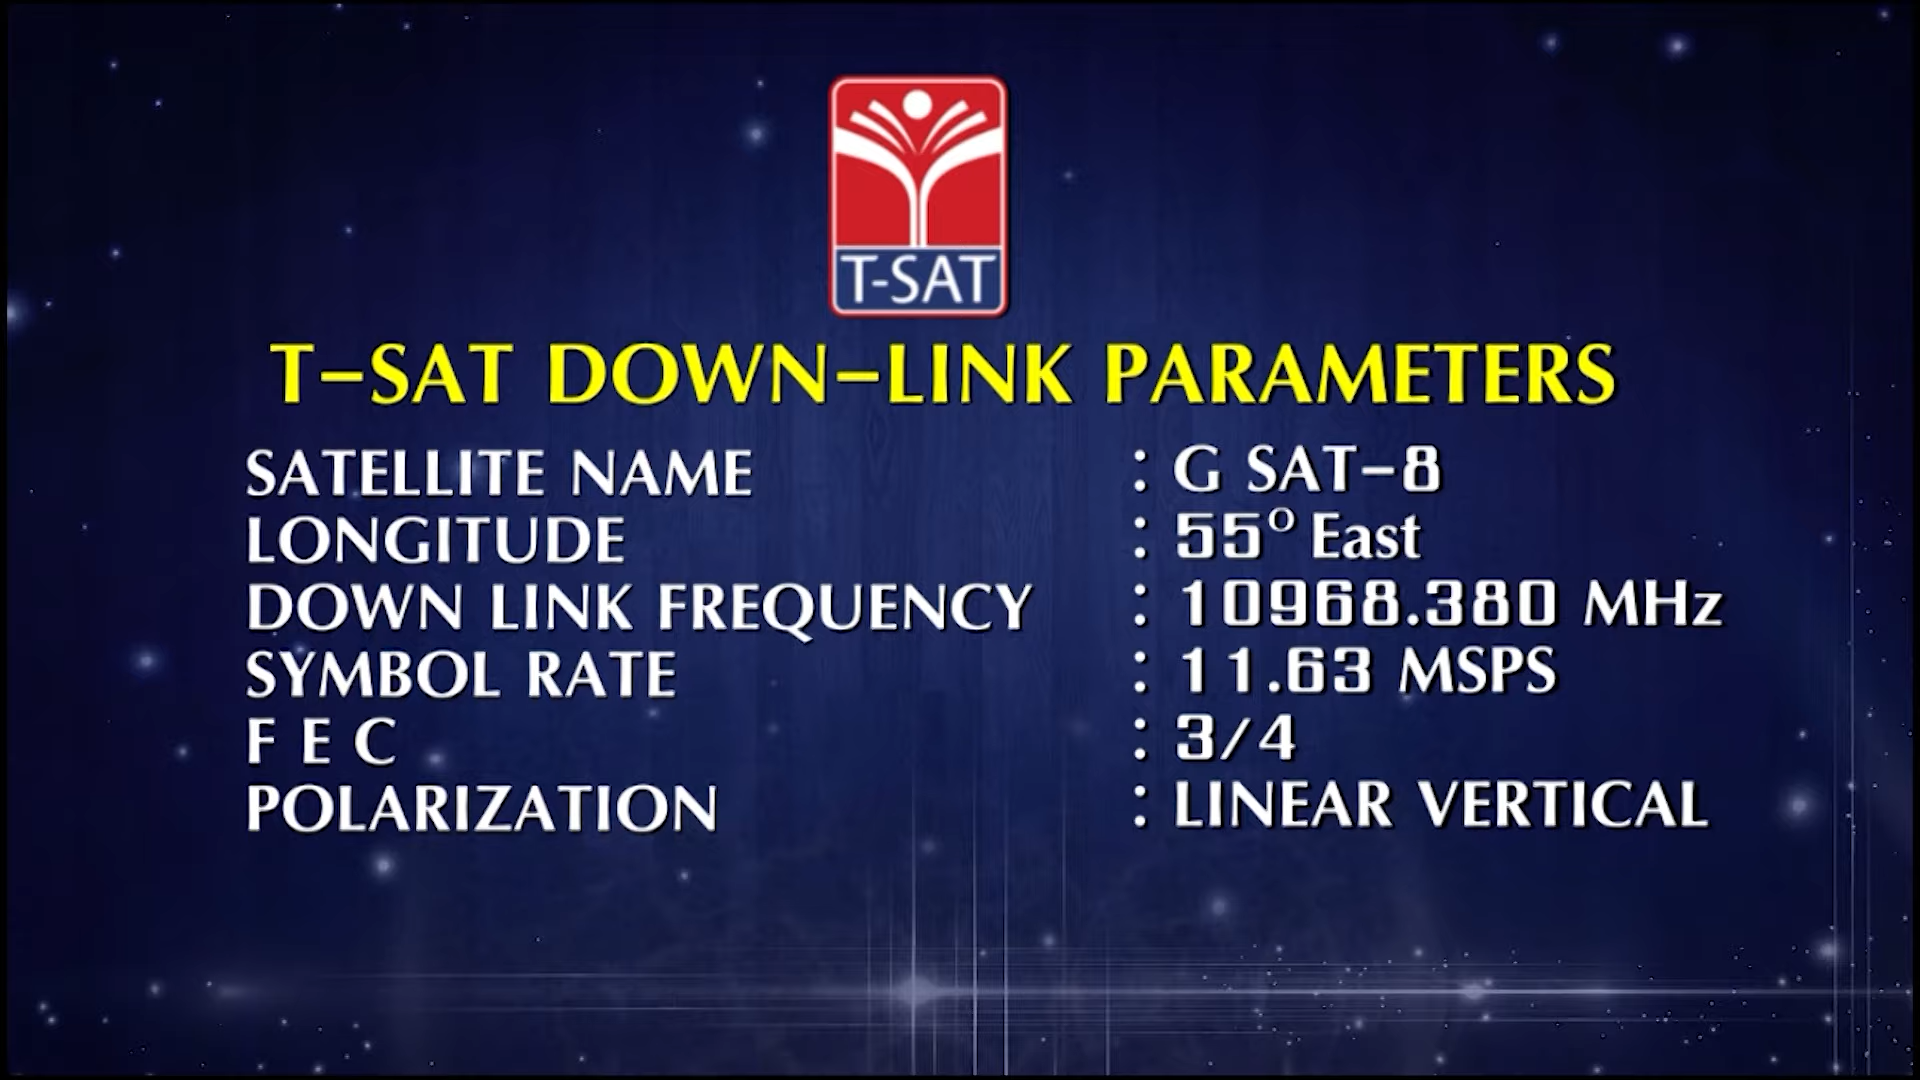 T-SAT
T-SAT DOWN-LINK PARAMETERS
SATELLITE NAME : G SAT-8
LONGITUDE : 55° East
DOWN LINK FREQUENCY : 10968.380 MHz
SYMBOL RATE : 11.63 MSPS
F E C : 3/4
POLARIZATION : LINEAR VERTICAL